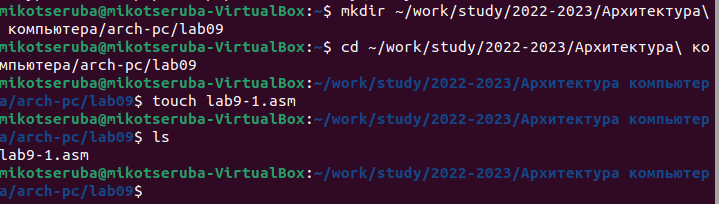 mikotseruba@mikotseruba-VirtualBox:~$ mkdir ~/work/study/2022-2023/Архитектура\
 компьютера/arch-pc/lab09
mikotseruba@mikotseruba-VirtualBox:~$ cd ~/work/study/2022-2023/Архитектура\ ко
мпьютера/arch-pc/lab09
mikotseruba@mikotseruba-VirtualBox:~/work/study/2022-2023/Архитектура компьютер
а/arch-pc/lab09$ touch lab9-1.asm
mikotseruba@mikotseruba-VirtualBox:~/work/study/2022-2023/Архитектура компьютер
а/arch-pc/lab09$ ls
lab9-1.asm
mikotseruba@mikotseruba-VirtualBox:~/work/study/2022-2023/Архитектура компьютер
а/arch-pc/lab09$